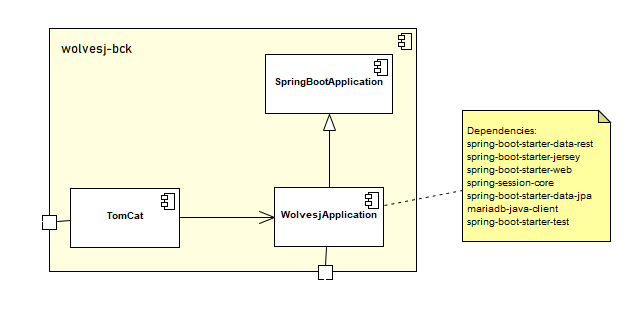 wolvesj-bck
SpringBootApplication
TomCat
WolvesjApplication
Dependencies:
spring-boot-starter-data-rest
spring-boot-starter-jersey
spring-boot-starter-web
spring-session-core
spring-boot-starter-data-jpa
mariadb-java-client
spring-boot-starter-test